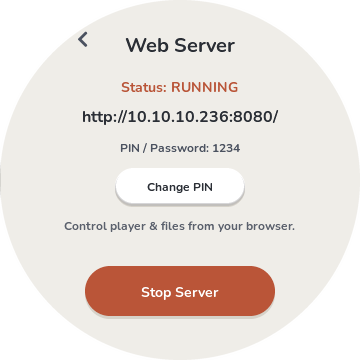 Web Server
Status: RUNNING
http://10.10.10.236:8080/
PIN / Password: 1234
Change PIN
Control player & files from your browser.
Stop Server